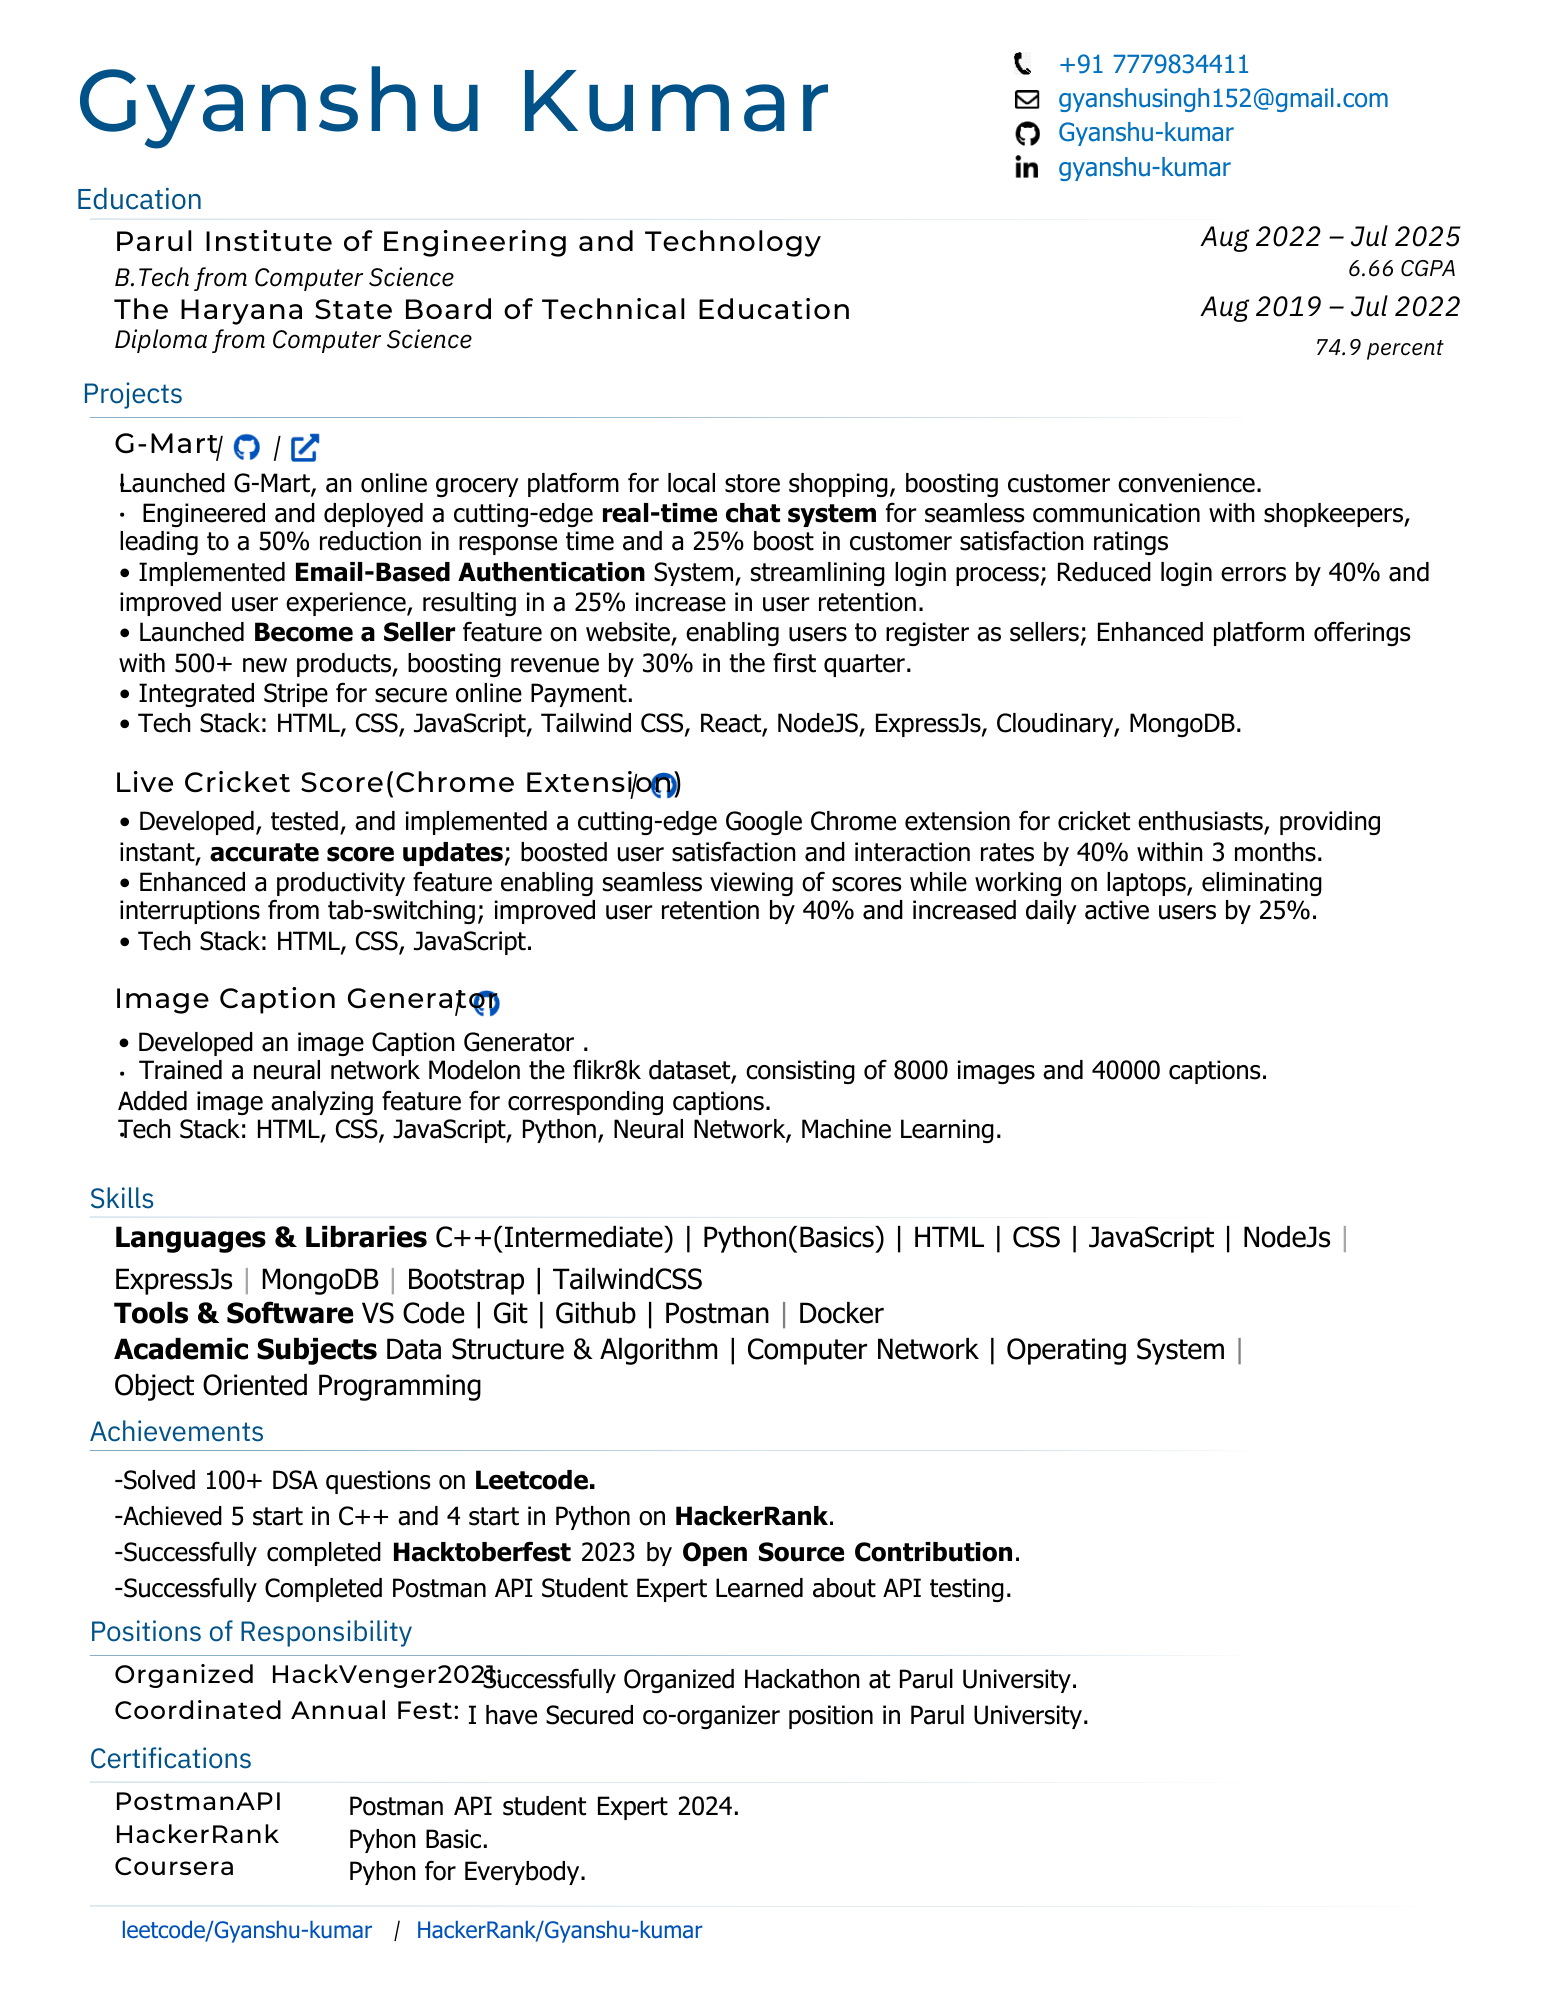 Gyanshu Kumar
+91 7779834411
gyanshusingh152@gmail.com
Gyanshu-kumar
gyanshu-kumar
Education
Parul Institute of Engineering and Technology
Aug 2022 – Jul 2025
B.Tech from Computer Science
6.66 CGPA
The Haryana State Board of Technical Education
Aug 2019 – Jul 2022
Diploma from Computer Science
74.9 percent
Projects
G-Mart/ /
Launched G-Mart, an online grocery platform for local store shopping, boosting customer convenience.
· Engineered and deployed a cutting-edge real-time chat system for seamless communication with shopkeepers,
leading to a 50% reduction in response time and a 25% boost in customer satisfaction ratings
• Implemented Email-Based Authentication System, streamlining login process; Reduced login errors by 40% and
improved user experience, resulting in a 25% increase in user retention.
• Launched Become a Seller feature on website, enabling users to register as sellers; Enhanced platform offerings
with 500+ new products, boosting revenue by 30% in the first quarter.
• Integrated Stripe for secure online Payment.
• Tech Stack: HTML, CSS, JavaScript, Tailwind CSS, React, NodeJS, ExpressJs, Cloudinary, MongoDB.
Live Cricket Score(Chrome Extension) /
• Developed, tested, and implemented a cutting-edge Google Chrome extension for cricket enthusiasts, providing
instant, accurate score updates; boosted user satisfaction and interaction rates by 40% within 3 months.
• Enhanced a productivity feature enabling seamless viewing of scores while working on laptops, eliminating
interruptions from tab-switching; improved user retention by 40% and increased daily active users by 25%.
• Tech Stack: HTML, CSS, JavaScript.
Image Caption Generator /
• Developed an image Caption Generator .
· Trained a neural network Modelon the flikr8k dataset, consisting of 8000 images and 40000 captions.
Added image analyzing feature for corresponding captions.
Tech Stack: HTML, CSS, JavaScript, Python, Neural Network, Machine Learning.
Skills
Languages & Libraries C++(Intermediate) | Python(Basics) | HTML | CSS | JavaScript | NodeJs |
ExpressJs | MongoDB | Bootstrap | TailwindCSS
Tools & Software VS Code | Git | Github | Postman | Docker
Academic Subjects Data Structure & Algorithm | Computer Network | Operating System |
Object Oriented Programming
Achievements
-Solved 100+ DSA questions on Leetcode.
-Achieved 5 start in C++ and 4 start in Python on HackerRank.
-Successfully completed Hacktoberfest 2023 by Open Source Contribution.
-Successfully Completed Postman API Student Expert Learned about API testing.
Positions of Responsibility
Organized HackVenger2021: Successfully Organized Hackathon at Parul University.
Coordinated Annual Fest: I have Secured co-organizer position in Parul University.
Certifications
PostmanAPI Postman API student Expert 2024.
HackerRank Pyhon Basic.
Coursera Pyhon for Everybody.
leetcode/Gyanshu-kumar / HackerRank/Gyanshu-kumar